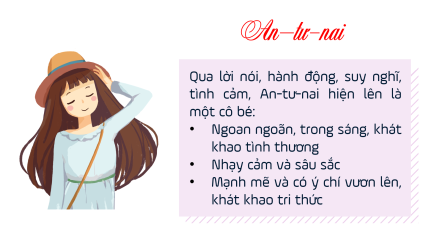 An-tư-nai
Qua lời nói, hành động, suy nghĩ,
tình cảm, An-tư-nai hiện lên là
một cô bé:
• Ngoan ngoãn, trong sáng, khát
khao tình thương
• Nhạy cảm và sâu sắc
• Mạnh mẽ và có ý chí vươn lên,
khát khao tri thức